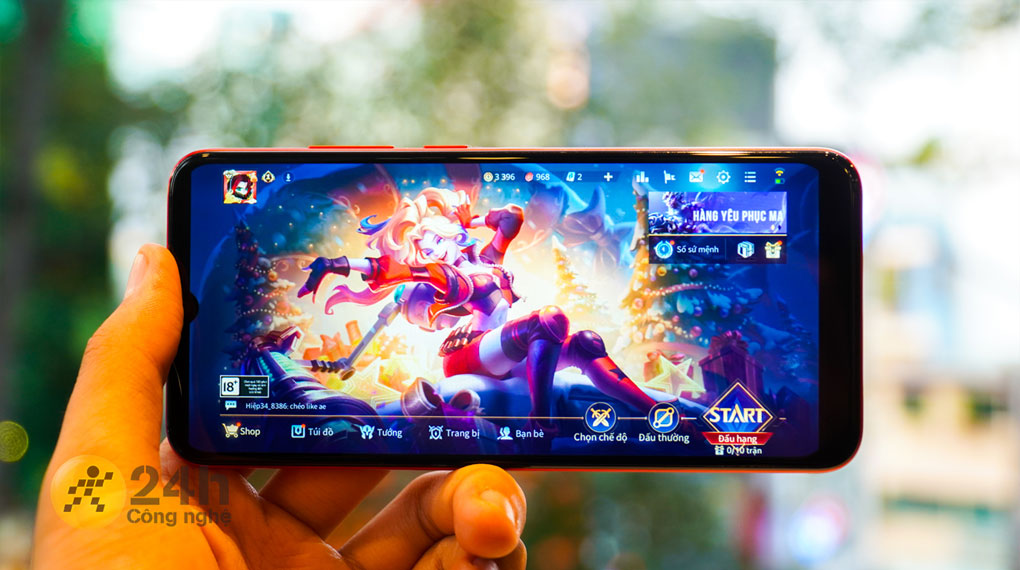 3 396
968
2
HÀNG YÊU PHỤC MA
Sổ sứ mệnh
18+
Hiệp34_8386: chéo like ae
Shop
Túi đồ
Tướng
Trang bị
Bạn bè
Chọn chế độ
Đấu thường
START
Đấu hạng
0/10 trận
24h
Công nghệ